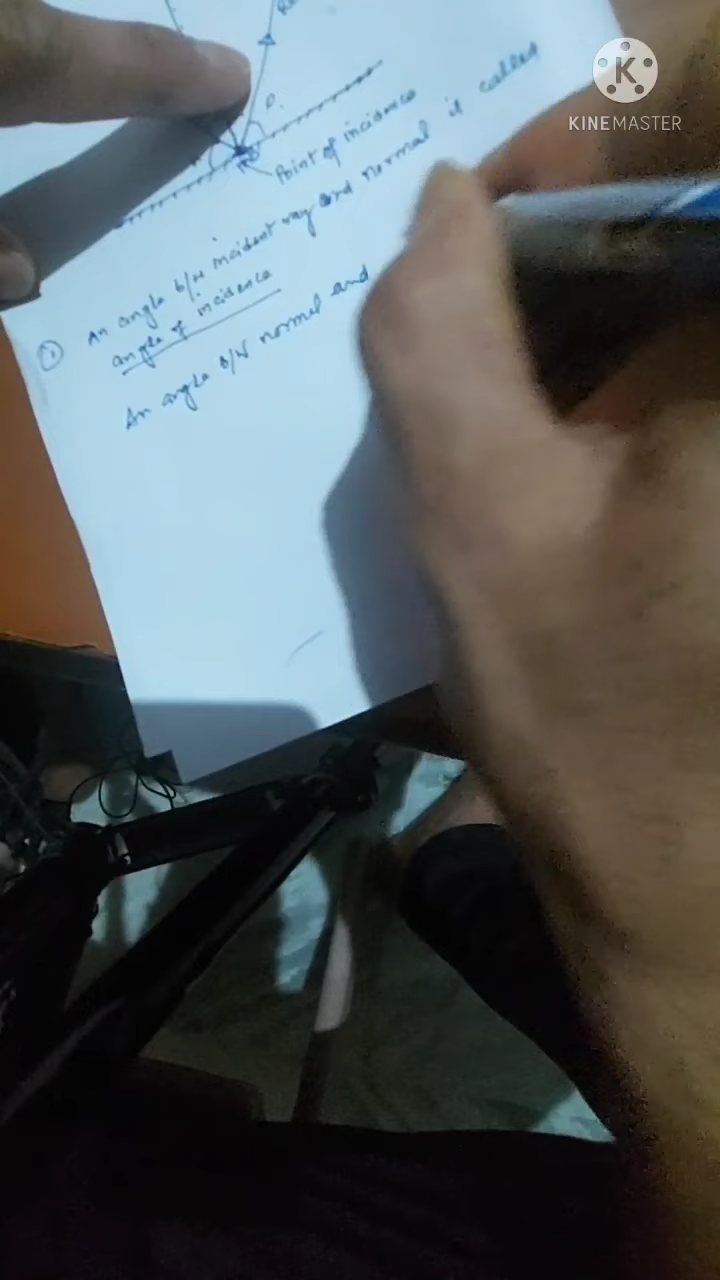 Point of incidence
① An angle b/w incident ray and normal is called
angle of incidence
An angle b/w normal and
KINEMASTER